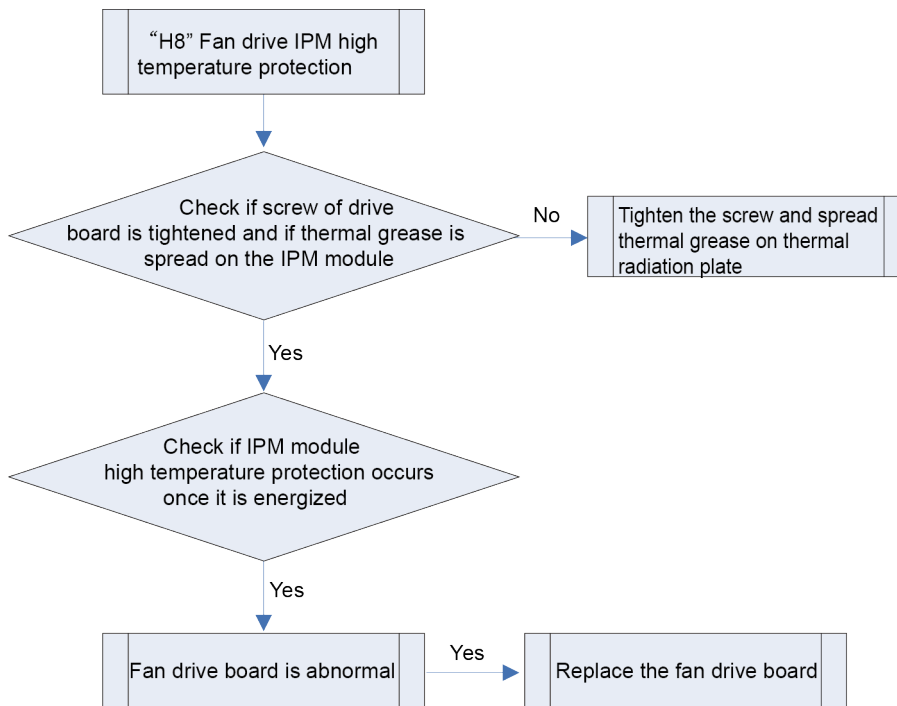 “H8” Fan drive IPM high
temperature protection
Check if screw of drive
board is tightened and if thermal grease is
spread on the IPM module
No
Tighten the screw and spread
thermal grease on thermal
radiation plate
Yes
Check if IPM module
high temperature protection occurs
once it is energized
Yes
Fan drive board is abnormal
Yes
Replace the fan drive board